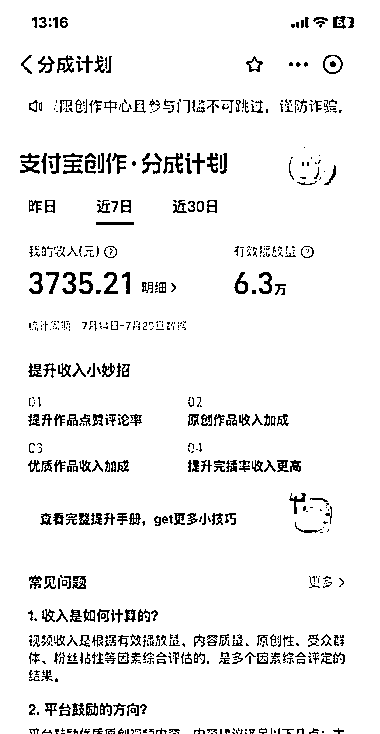 13:16
分成计划
限创作中心且参与门槛不可跳过，谨防诈骗。
支付宝创作·分成计划
昨日 近7日 近30日
我的收入(元) 有效播放量
3735.21 明细 6.3万
统计周期 7月14日-7月20日数据
提升收入小妙招
01 02
提升作品点赞评论率 原创作品收入加成
03 04
优质作品收入加成 提升完播率收入更高
查看完整提升手册，get更多小技巧
常见问题 更多
1. 收入是如何计算的?
视频收入是根据有效播放量、内容质量、原创性、受众群
体、粉丝粘性等因素综合评估的，是多个因素综合评定的
结果。
2. 平台鼓励的方向?